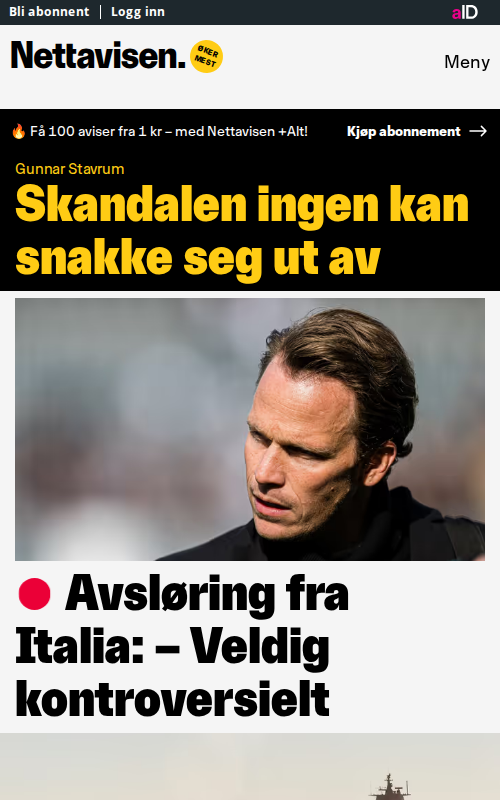 Bli abonnent | Logg inn
aID
Nettavisen.
ØKER
MEST
Meny
🔥 Få 100 aviser fra 1 kr – med Nettavisen +Alt!
Kjøp abonnement →
Gunnar Stavrum
Skandalen ingen kan
snakke seg ut av
Avsløring fra
Italia: – Veldig
kontroversielt